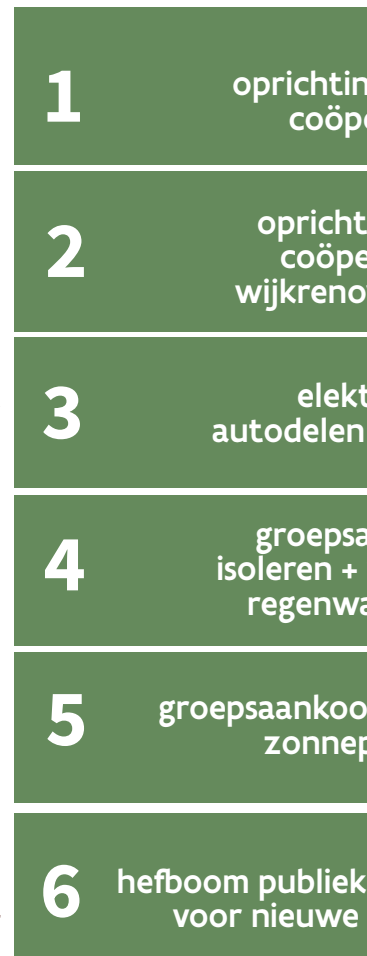 1
oprichtin
coöpe
2
opricht
coöpe
wijkreno
3
elekt
autodelen
4
groepsa
isoleren +
regenwa
5
groepsaankoo
zonnep
6
hefboom publiek
voor nieuwe